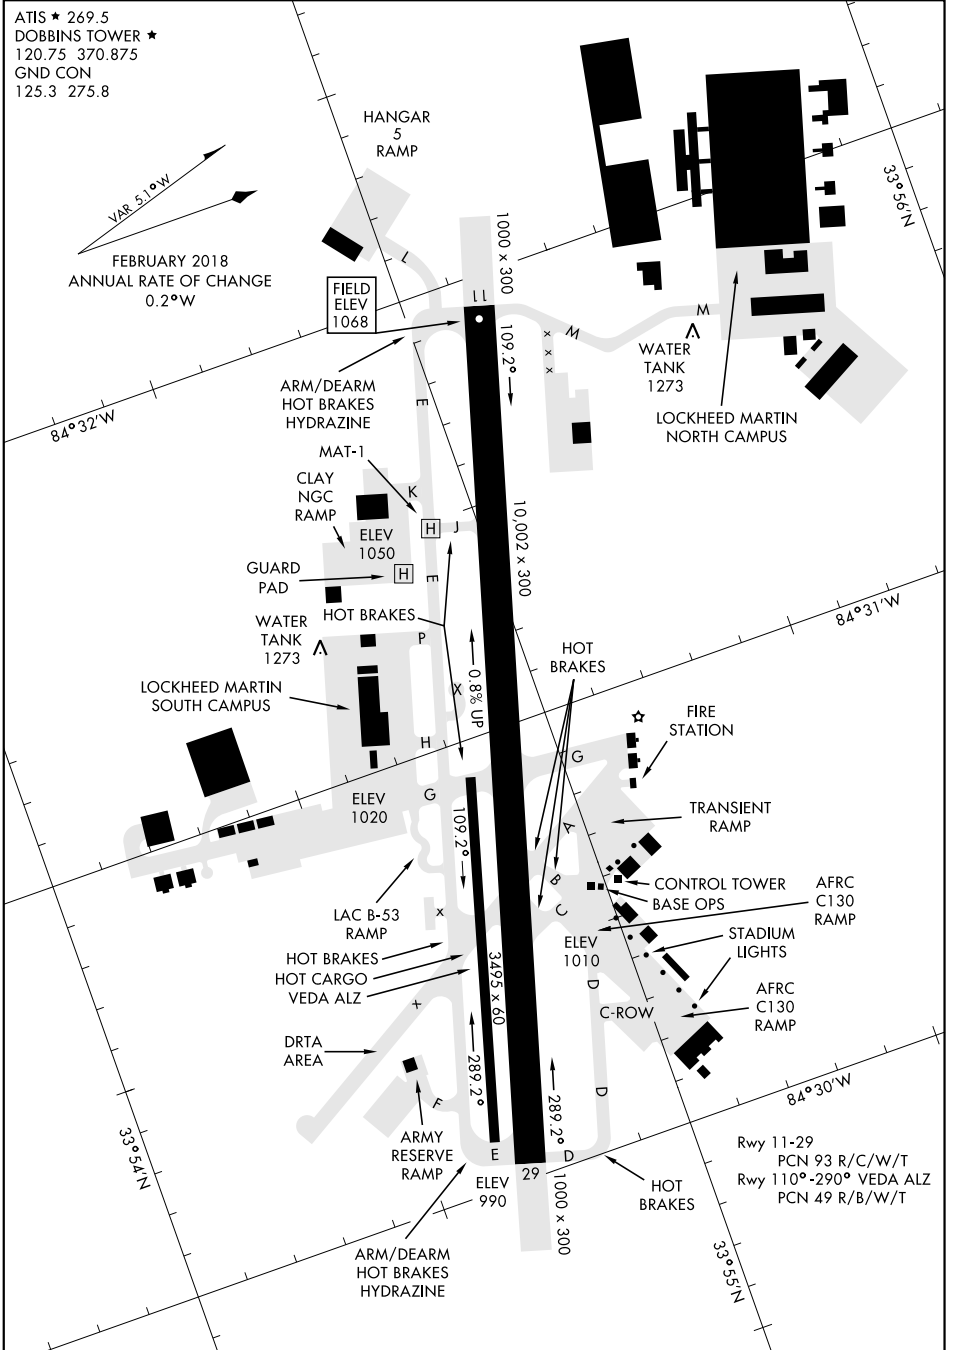 ATIS ★ 269.5
DOBBINS TOWER ★
120.75 370.875
GND CON
125.3 275.8
HANGAR
5
RAMP
VAR 5.1°W
FEBRUARY 2018
ANNUAL RATE OF CHANGE
0.2°W
33°56'N
L
1000 x 300
FIELD
ELEV
1068
11
109.2°
M
M
x x x
WATER
TANK
1273
LOCKHEED MARTIN
NORTH CAMPUS
84°32'W
ARM/DEARM
HOT BRAKES
HYDRAZINE
E
MAT-1
CLAY
NGC
RAMP
K
H
J
ELEV
1050
10,002 x 300
GUARD
PAD
H
E
HOT BRAKES
84°31'W
WATER
TANK
1273
P
HOT
BRAKES
LOCKHEED MARTIN
SOUTH CAMPUS
X
0.8% UP
FIRE
STATION
H
G
ELEV
1020
G
109.2°
TRANSIENT
RAMP
A
B
C
CONTROL TOWER
BASE OPS
AFRC
C130
RAMP
LAC B-53
RAMP
x
ELEV
1010
STADIUM
LIGHTS
HOT BRAKES
HOT CARGO
VEDA ALZ
3495 x 60
D
C-ROW
AFRC
C130
RAMP
x
DRTA
AREA
289.2°
289.2°
F
D
84°30'W
33°54'N
ARMY
RESERVE
RAMP
E
D
29
ELEV
990
1000 x 300
HOT
BRAKES
Rwy 11-29
PCN 93 R/C/W/T
Rwy 110°-290° VEDA ALZ
PCN 49 R/B/W/T
ARM/DEARM
HOT BRAKES
HYDRAZINE
33°55'N